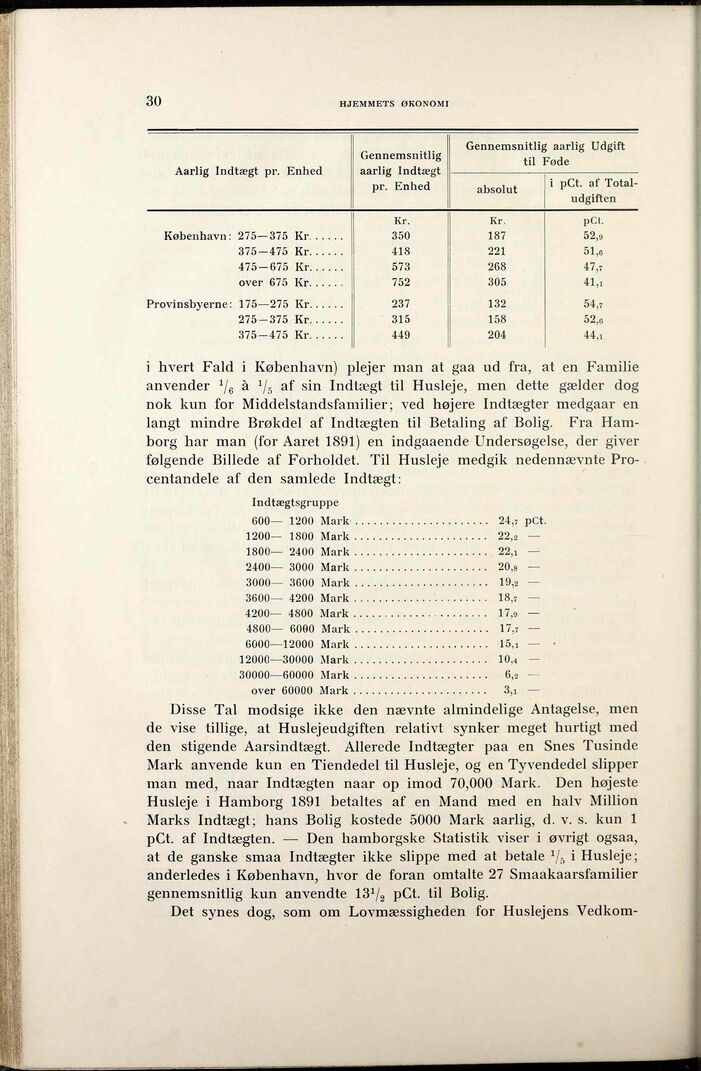 30
HJEMMETS ØKONOMI
Aarlig Indtægt pr. Enhed
Gennemsnitlig
aarlig Indtægt
pr. Enhed
Gennemsnitlig aarlig Udgift
til Føde
absolut
i pCt. af Total-
udgiften
Kr. Kr. pCt.
København: 275—375 Kr...... 350 187 52,9
375—475 Kr...... 418 221 51,6
475—675 Kr...... 573 268 47,7
over 675 Kr...... 752 305 41,1
Provinsbyerne: 175—275 Kr...... 237 132 54,7
275—375 Kr...... 315 158 52,6
375—475 Kr...... 449 204 44,1
i hvert Fald i København) plejer man at gaa ud fra, at en Familie
anvender 1/6 à 1/5 af sin Indtægt til Husleje, men dette gælder dog
nok kun for Middelstandsfamilier; ved højere Indtægter medgaar en
langt mindre Brøkdel af Indtægten til Betaling af Bolig. Fra Ham-
borg har man (for Aaret 1891) en indgaaende Undersøgelse, der giver
følgende Billede af Forholdet. Til Husleje medgik nedennævnte Pro-
centandele af den samlede Indtægt:
Indtægtsgruppe
600— 1200 Mark ...................... 24,7 pCt.
1200— 1800 Mark ...................... 22,2 —
1800— 2400 Mark ...................... 22,1 —
2400— 3000 Mark ...................... 20,8 —
3000— 3600 Mark ...................... 19,2 —
3600— 4200 Mark ...................... 18,7 —
4200— 4800 Mark ...................... 17,9 —
4800— 6000 Mark ...................... 17,7 —
6000—12000 Mark ...................... 15,1 —
12000—30000 Mark ...................... 10,4 —
30000—60000 Mark ...................... 6,2 —
over 60000 Mark ...................... 3,1 —
Disse Tal modsige ikke den nævnte almindelige Antagelse, men
de vise tillige, at Huslejeudgiften relativt synker meget hurtigt med
den stigende Aarsindtægt. Allerede Indtægter paa en Snes Tusinde
Mark anvende kun en Tiendedel til Husleje, og en Tyvendedel slipper
man med, naar Indtægten naar op imod 70,000 Mark. Den højeste
Husleje i Hamborg 1891 betaltes af en Mand med en halv Million
Marks Indtægt; hans Bolig kostede 5000 Mark aarlig, d. v. s. kun 1
pCt. af Indtægten. — Den hamborgske Statistik viser i øvrigt ogsaa,
at de ganske smaa Indtægter ikke slippe med at betale 1/5 i Husleje;
anderledes i København, hvor de foran omtalte 27 Smaakaarsfamilier
gennemsnitlig kun anvendte 13 1/2 pCt. til Bolig.
Det synes dog, som om Lovmæssigheden for Huslejens Vedkom-